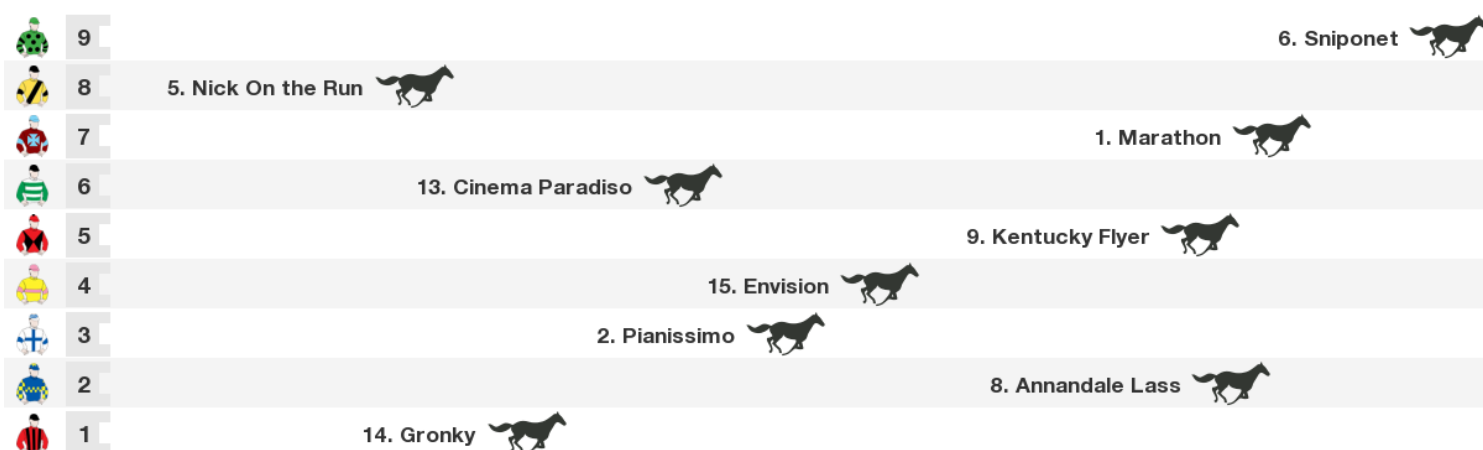 9 6. Sniponet
8 5. Nick On the Run
7 1. Marathon
6 13. Cinema Paradiso
5 9. Kentucky Flyer
4 15. Envision
3 2. Pianissimo
2 8. Annandale Lass
1 14. Gronky